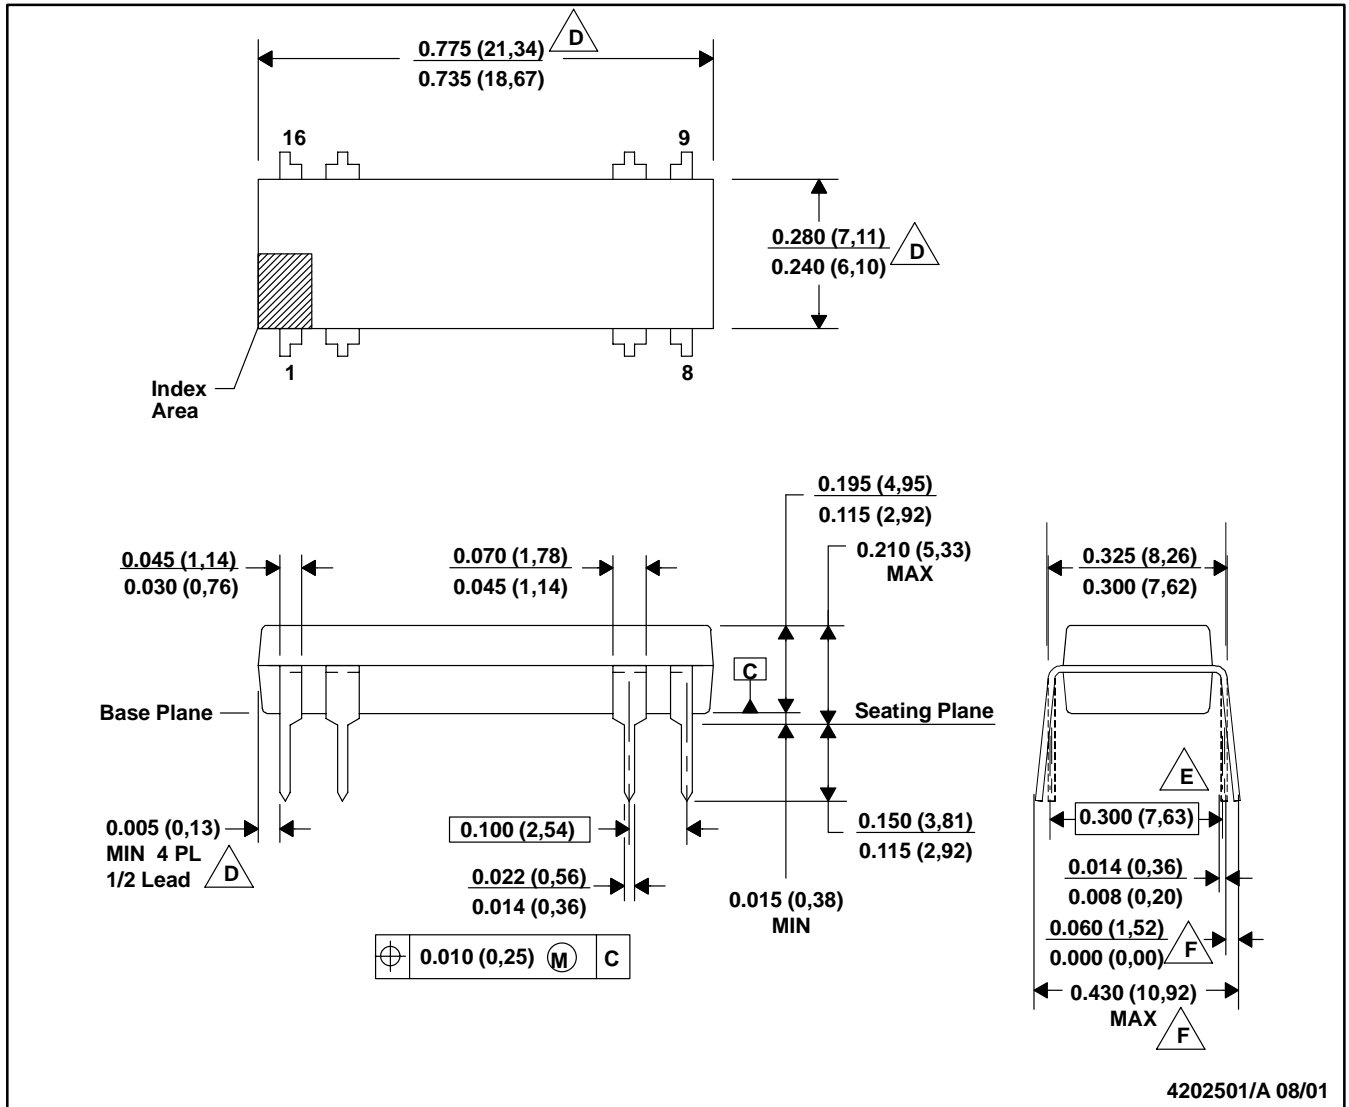 0.775 (21,34)
0.735 (18,67)
D
16
9
0.280 (7,11)
0.240 (6,10)
D
1
8
Index
Area
0.195 (4,95)
0.115 (2,92)
0.045 (1,14)
0.030 (0,76)
0.070 (1,78)
0.045 (1,14)
0.210 (5,33)
MAX
0.325 (8,26)
0.300 (7,62)
C
Base Plane
Seating Plane
E
0.005 (0,13)
MIN 4 PL
1/2 Lead
D
0.100 (2,54)
0.150 (3,81)
0.115 (2,92)
0.300 (7,63)
0.022 (0,56)
0.014 (0,36)
0.015 (0,38)
MIN
0.014 (0,36)
0.008 (0,20)
0.060 (1,52)
0.000 (0,00)
F
0.010 (0,25) M C
0.430 (10,92)
MAX
F
4202501/A 08/01